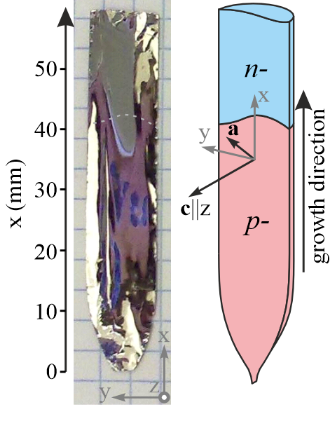 x (mm)
50
40
30
20
10
0
x
y
z
n-
x
y
a
c||z
p-
growth direction